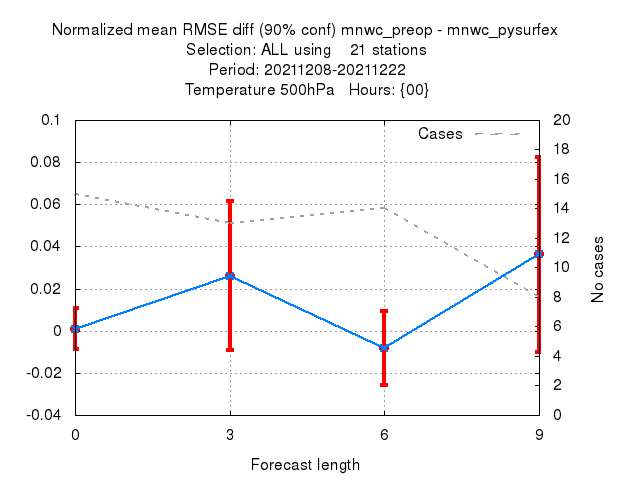 Normalized mean RMSE diff (90% conf) mnwc_preop - mnwc_pysurfex
Selection: ALL using    21 stations
Period: 20211208-20211222
Temperature 500hPa   Hours: {00}
Cases
0.1
0.08
0.06
0.04
0.02
0
-0.02
-0.04
20
18
16
14
12
10
8
6
4
2
0
No cases
0 3 6 9
Forecast length